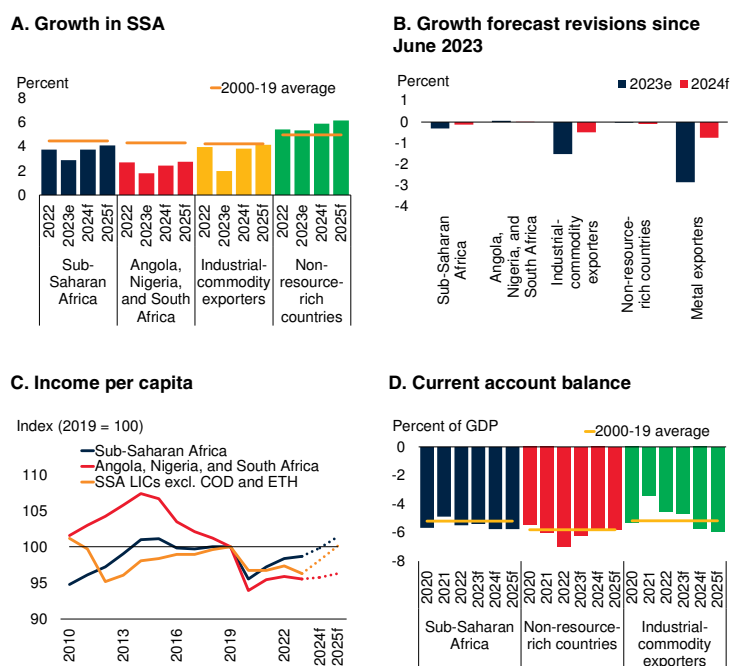 A. Growth in SSA
Percent
2000-19 average
8
6
4
2
0
2022
2023e
2024f
2025f
2022
2023e
2024f
2025f
2022
2023e
2024f
2025f
2022
2023e
2024f
2025f
Sub-
Saharan
Africa
Angola,
Nigeria,
and South
Africa
Industrial-
commodity
exporters
Non-
resource-
rich
countries
B. Growth forecast revisions since
June 2023
Percent
2023e
2024f
1
0
-1
-2
-3
-4
Sub-Saharan
Africa
Angola,
Nigeria, and
South Africa
Industrial-
commodity
exporters
Non-resource-
rich countries
Metal exporters
C. Income per capita
Index (2019 = 100)
Sub-Saharan Africa
Angola, Nigeria, and South Africa
SSA LICs excl. COD and ETH
110
105
100
95
90
2010
2013
2016
2019
2022
2024f
2025f
D. Current account balance
Percent of GDP
2000-19 average
0
-2
-4
-6
-8
2020
2021
2022
2023f
2024f
2025f
2020
2021
2022
2023f
2024f
2025f
2020
2021
2022
2023f
2024f
2025f
Sub-Saharan
Africa
Non-resource-
rich countries
Industrial-
commodity
exporters